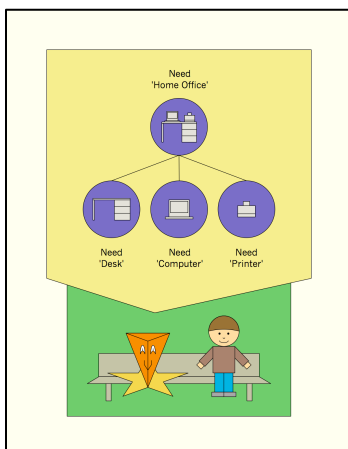 Need
'Home Office'
Need
'Desk'
Need
'Computer'
Need
'Printer'